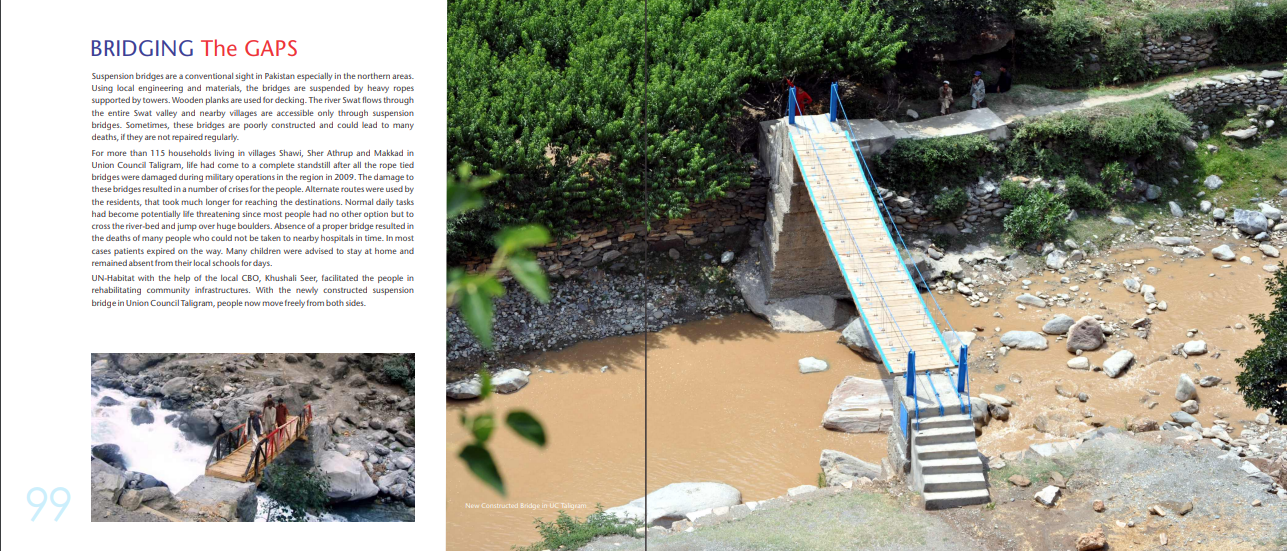 BRIDGING The GAPS
Suspension bridges are a conventional sight in Pakistan especially in the northern areas.
Using local engineering and materials, the bridges are suspended by heavy ropes
supported by towers. Wooden planks are used for decking. The river Swat flows through
the entire Swat valley and nearby villages are accessible only through suspension
bridges. Sometimes, these bridges are poorly constructed and could lead to many
deaths, if they are not repaired regularly.
For more than 115 households living in villages Shawi, Sher Athrup and Makkad in
Union Council Taligram, life had come to a complete standstill after all the rope tied
bridges were damaged during military operations in the region in 2009. The damage to
these bridges resulted in a number of crises for the people. Alternate routes were used by
the residents, that took much longer for reaching the destinations. Normal daily tasks
had become potentially life threatening since most people had no other option but to
cross the river-bed and jump over huge boulders. Absence of a proper bridge resulted in
the deaths of many people who could not be taken to nearby hospitals in time. In most
cases patients expired on the way. Many children were advised to stay at home and
remained absent from their local schools for days.
UN-Habitat with the help of the local CBO, Khushali Seer, facilitated the people in
rehabilitating community infrastructures. With the newly constructed suspension
bridge in Union Council Taligram, people now move freely from both sides.
99
New Constructed Bridge in UC Taligram